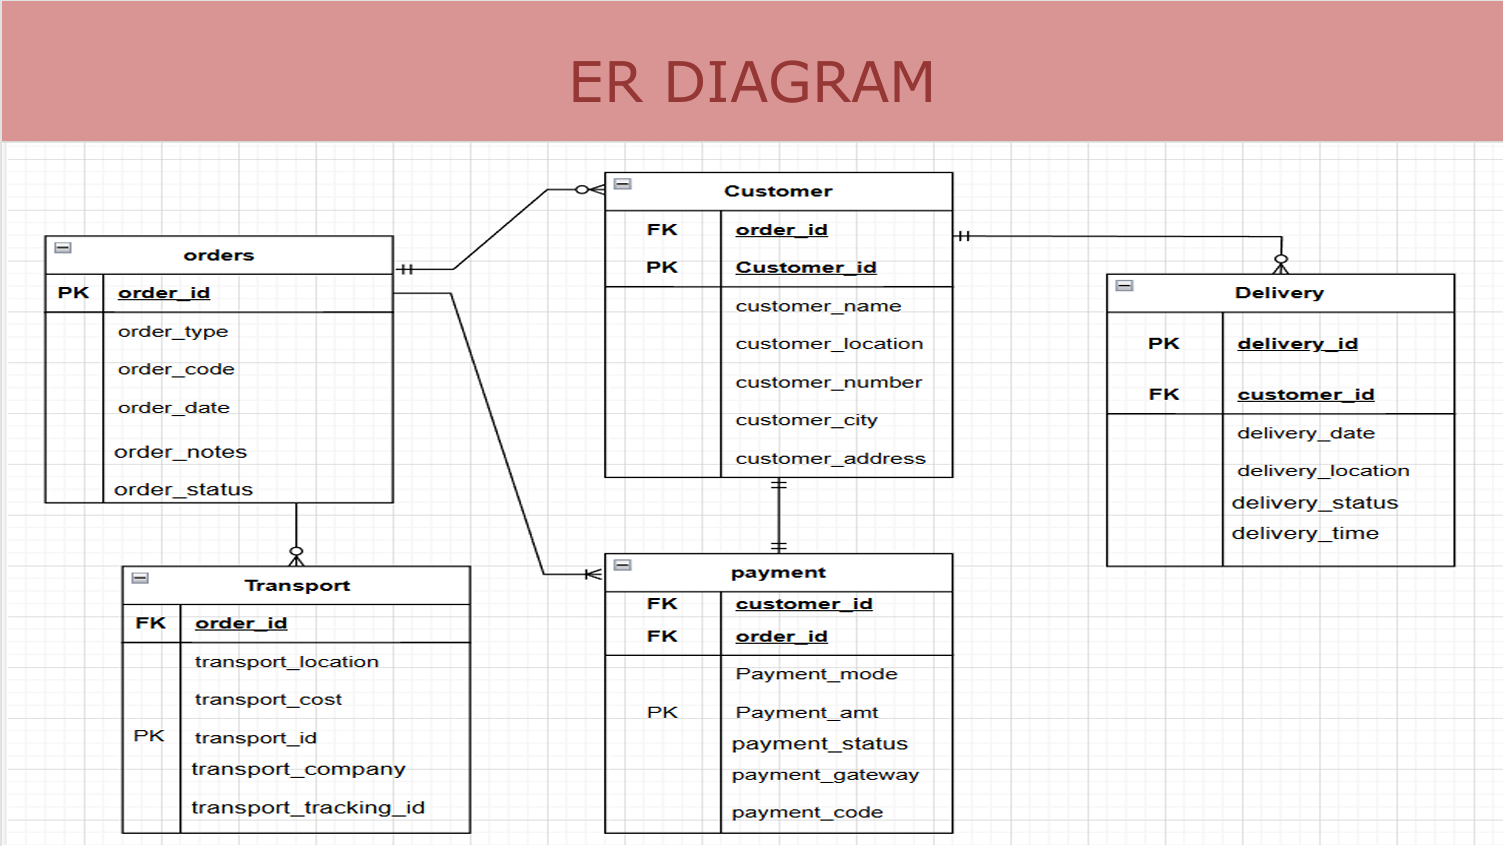 ER DIAGRAM
orders
PK order_id
order_type
order_code
order_date
order_notes
order_status
Customer
FK order_id
PK Customer_id
customer_name
customer_location
customer_number
customer_city
customer_address
Delivery
PK delivery_id
FK customer_id
delivery_date
delivery_location
delivery_status
delivery_time
Transport
FK order_id
transport_location
transport_cost
PK transport_id
transport_company
transport_tracking_id
payment
FK customer_id
FK order_id
Payment_mode
PK Payment_amt
payment_status
payment_gateway
payment_code